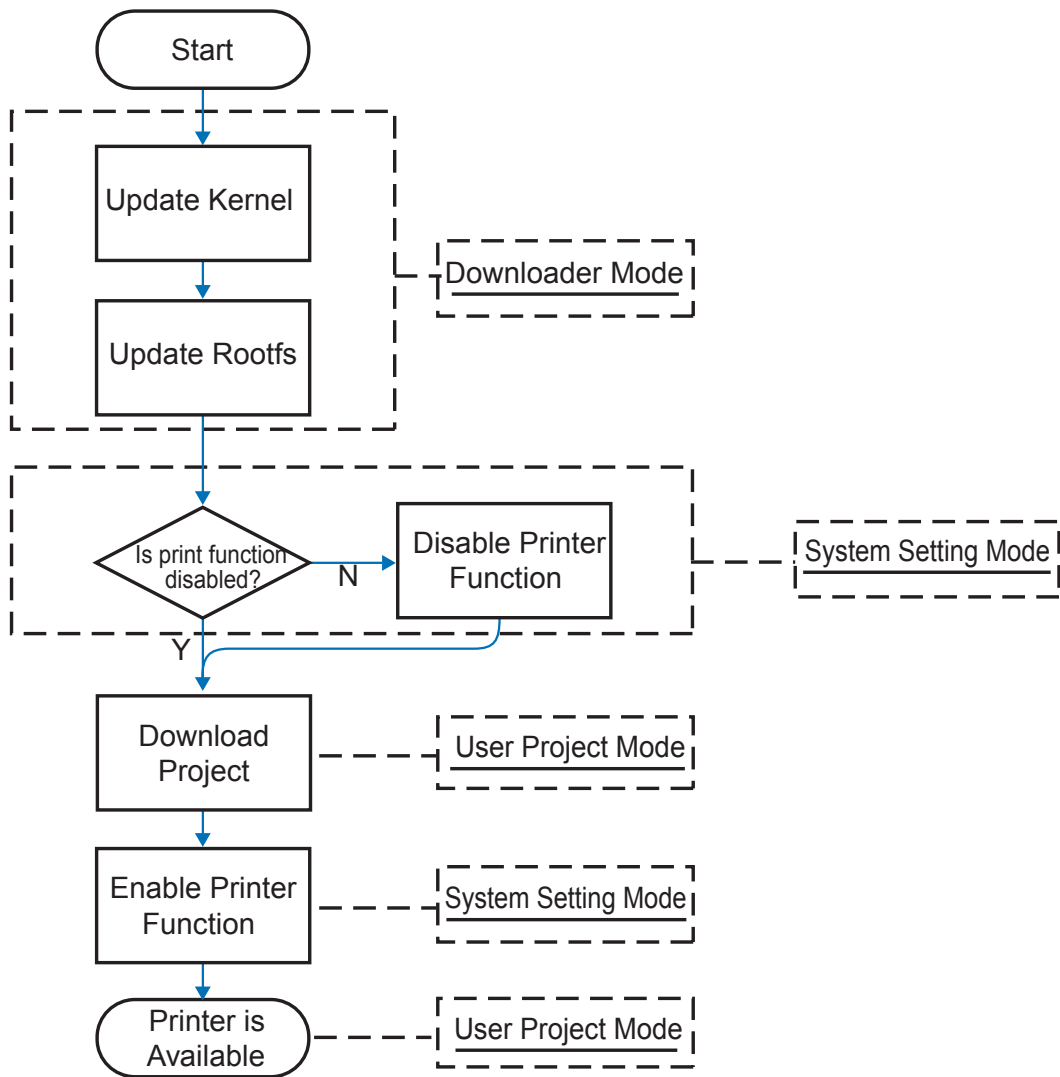 Start
Update Kernel
Downloader Mode
Update Rootfs
Is print function
disabled?
N
Disable Printer
Function
System Setting Mode
Y
Download
Project
User Project Mode
Enable Printer
Function
System Setting Mode
Printer is
Available
User Project Mode